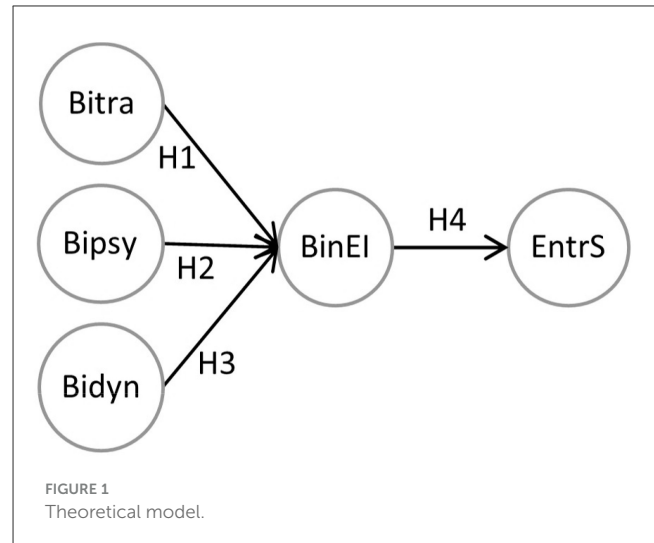 Bitra
H1
Bipsy
H2
BinEI
H4
EntrS
H3
Bidyn
FIGURE 1
Theoretical model.